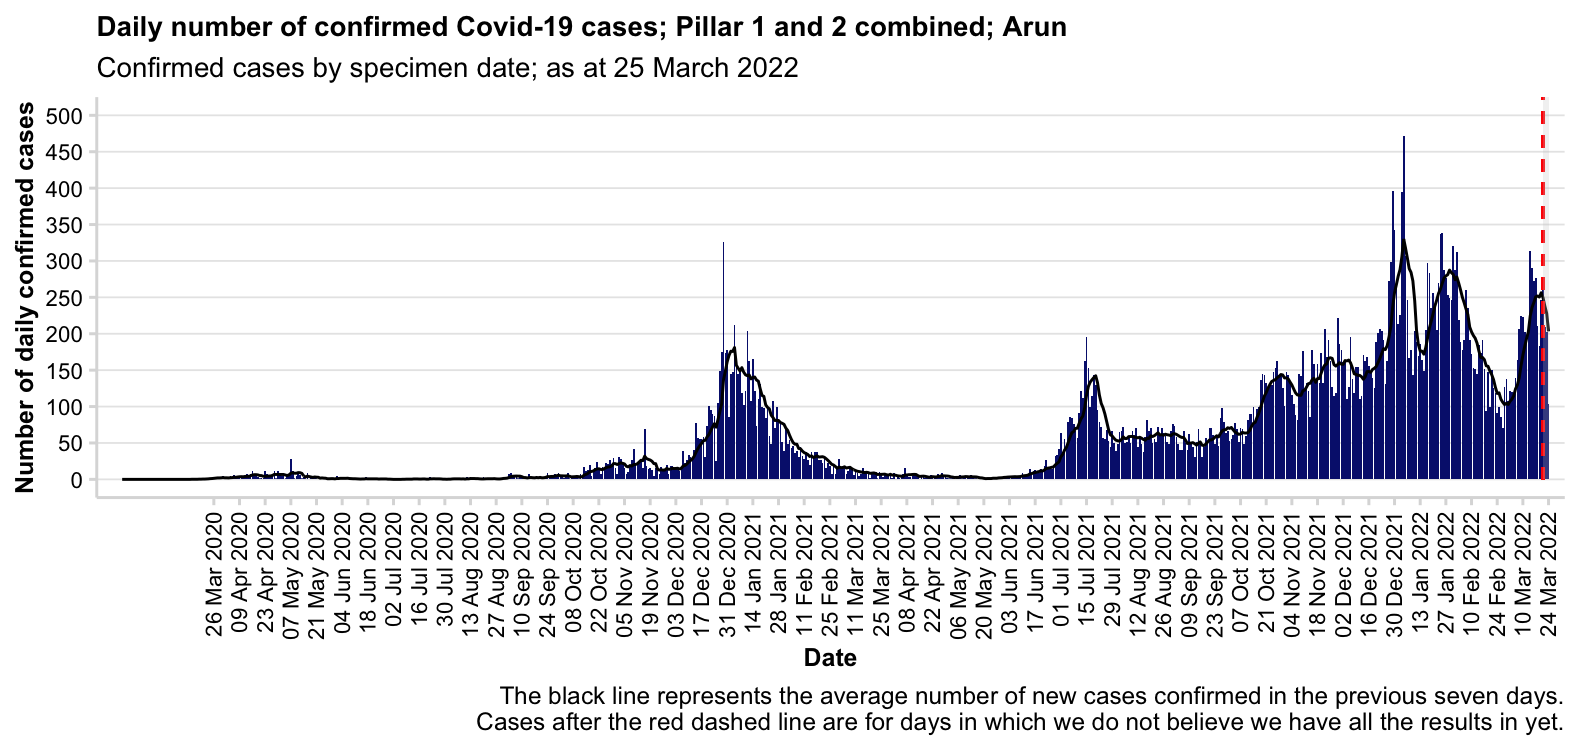 Daily number of confirmed Covid-19 cases; Pillar 1 and 2 combined; Arun
Confirmed cases by specimen date; as at 25 March 2022
Number of daily confirmed cases
500
450
400
350
300
250
200
150
100
50
0
26 Mar 2020
09 Apr 2020
23 Apr 2020
07 May 2020
21 May 2020
04 Jun 2020
18 Jun 2020
02 Jul 2020
16 Jul 2020
30 Jul 2020
13 Aug 2020
27 Aug 2020
10 Sep 2020
24 Sep 2020
08 Oct 2020
22 Oct 2020
05 Nov 2020
19 Nov 2020
03 Dec 2020
17 Dec 2020
31 Dec 2020
14 Jan 2021
28 Jan 2021
11 Feb 2021
25 Feb 2021
11 Mar 2021
25 Mar 2021
08 Apr 2021
22 Apr 2021
06 May 2021
20 May 2021
03 Jun 2021
17 Jun 2021
01 Jul 2021
15 Jul 2021
29 Jul 2021
12 Aug 2021
26 Aug 2021
09 Sep 2021
23 Sep 2021
07 Oct 2021
21 Oct 2021
04 Nov 2021
18 Nov 2021
02 Dec 2021
16 Dec 2021
30 Dec 2021
13 Jan 2022
27 Jan 2022
10 Feb 2022
24 Feb 2022
10 Mar 2022
24 Mar 2022
Date
The black line represents the average number of new cases confirmed in the previous seven days.
Cases after the red dashed line are for days in which we do not believe we have all the results in yet.